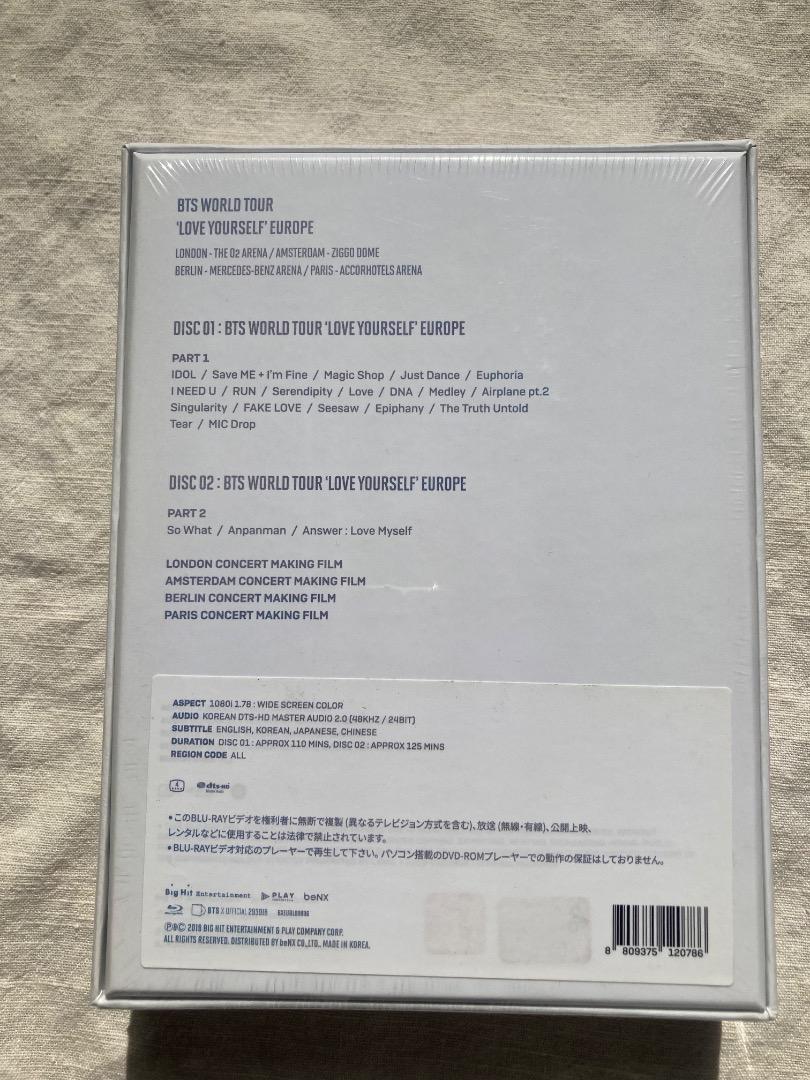 BTS WORLD TOUR
'LOVE YOURSELF' EUROPE
LONDON - THE O2 ARENA / AMSTERDAM - ZIGGO DOME
BERLIN - MERCEDES-BENZ ARENA / PARIS - ACCORHOTELS ARENA
DISC 01 : BTS WORLD TOUR 'LOVE YOURSELF' EUROPE
PART 1
IDOL / Save ME + I'm Fine / Magic Shop / Just Dance / Euphoria
I NEED U / RUN / Serendipity / Love / DNA / Medley / Airplane pt.2
Singularity / FAKE LOVE / Seesaw / Epiphany / The Truth Untold
Tear / MIC Drop
DISC 02 : BTS WORLD TOUR 'LOVE YOURSELF' EUROPE
PART 2
So What / Anpanman / Answer : Love Myself
LONDON CONCERT MAKING FILM
AMSTERDAM CONCERT MAKING FILM
BERLIN CONCERT MAKING FILM
PARIS CONCERT MAKING FILM
ASPECT 1080i 1.78 : WIDE SCREEN COLOR
AUDIO KOREAN DTS-HD MASTER AUDIO 2.0 (48KHZ / 24BIT)
SUBTITLE ENGLISH, KOREAN, JAPANESE, CHINESE
DURATION DISC 01 : APPROX 110 MINS, DISC 02 : APPROX 125 MINS
REGION CODE ALL
dts-HD
•このBLU-RAYビデオを権利者に無断で複製 (異なるテレビジョン方式を含む)、放送 (無線・有線)、公開上映、
レンタルなどに使用することは法律で禁止されています。
•BLU-RAYビデオ対応のプレーヤーで再生して下さい。パソコン搭載のDVD-ROMプレーヤーでの動作の保証はしておりません。
Big Hit Entertainment PLAY beNX
BTS X OFFICIAL
℗© 2019 BIG HIT ENTERTAINMENT & PLAY COMPANY CORP.
ALL RIGHTS RESERVED. DISTRIBUTED BY beNX CO.,LTD.. MADE IN KOREA.
8 809375 120786